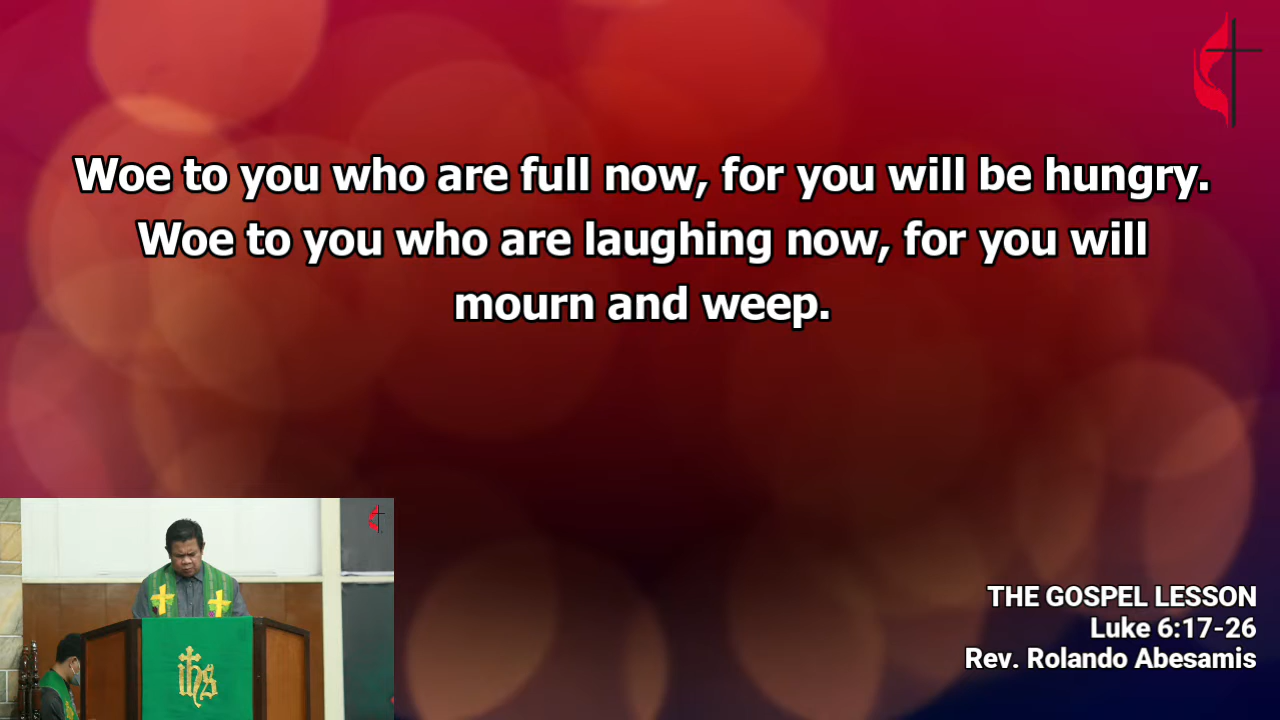 Woe to you who are full now, for you will be hungry.
Woe to you who are laughing now, for you will
mourn and weep.
ihs
THE GOSPEL LESSON
Luke 6:17-26
Rev. Rolando Abesamis